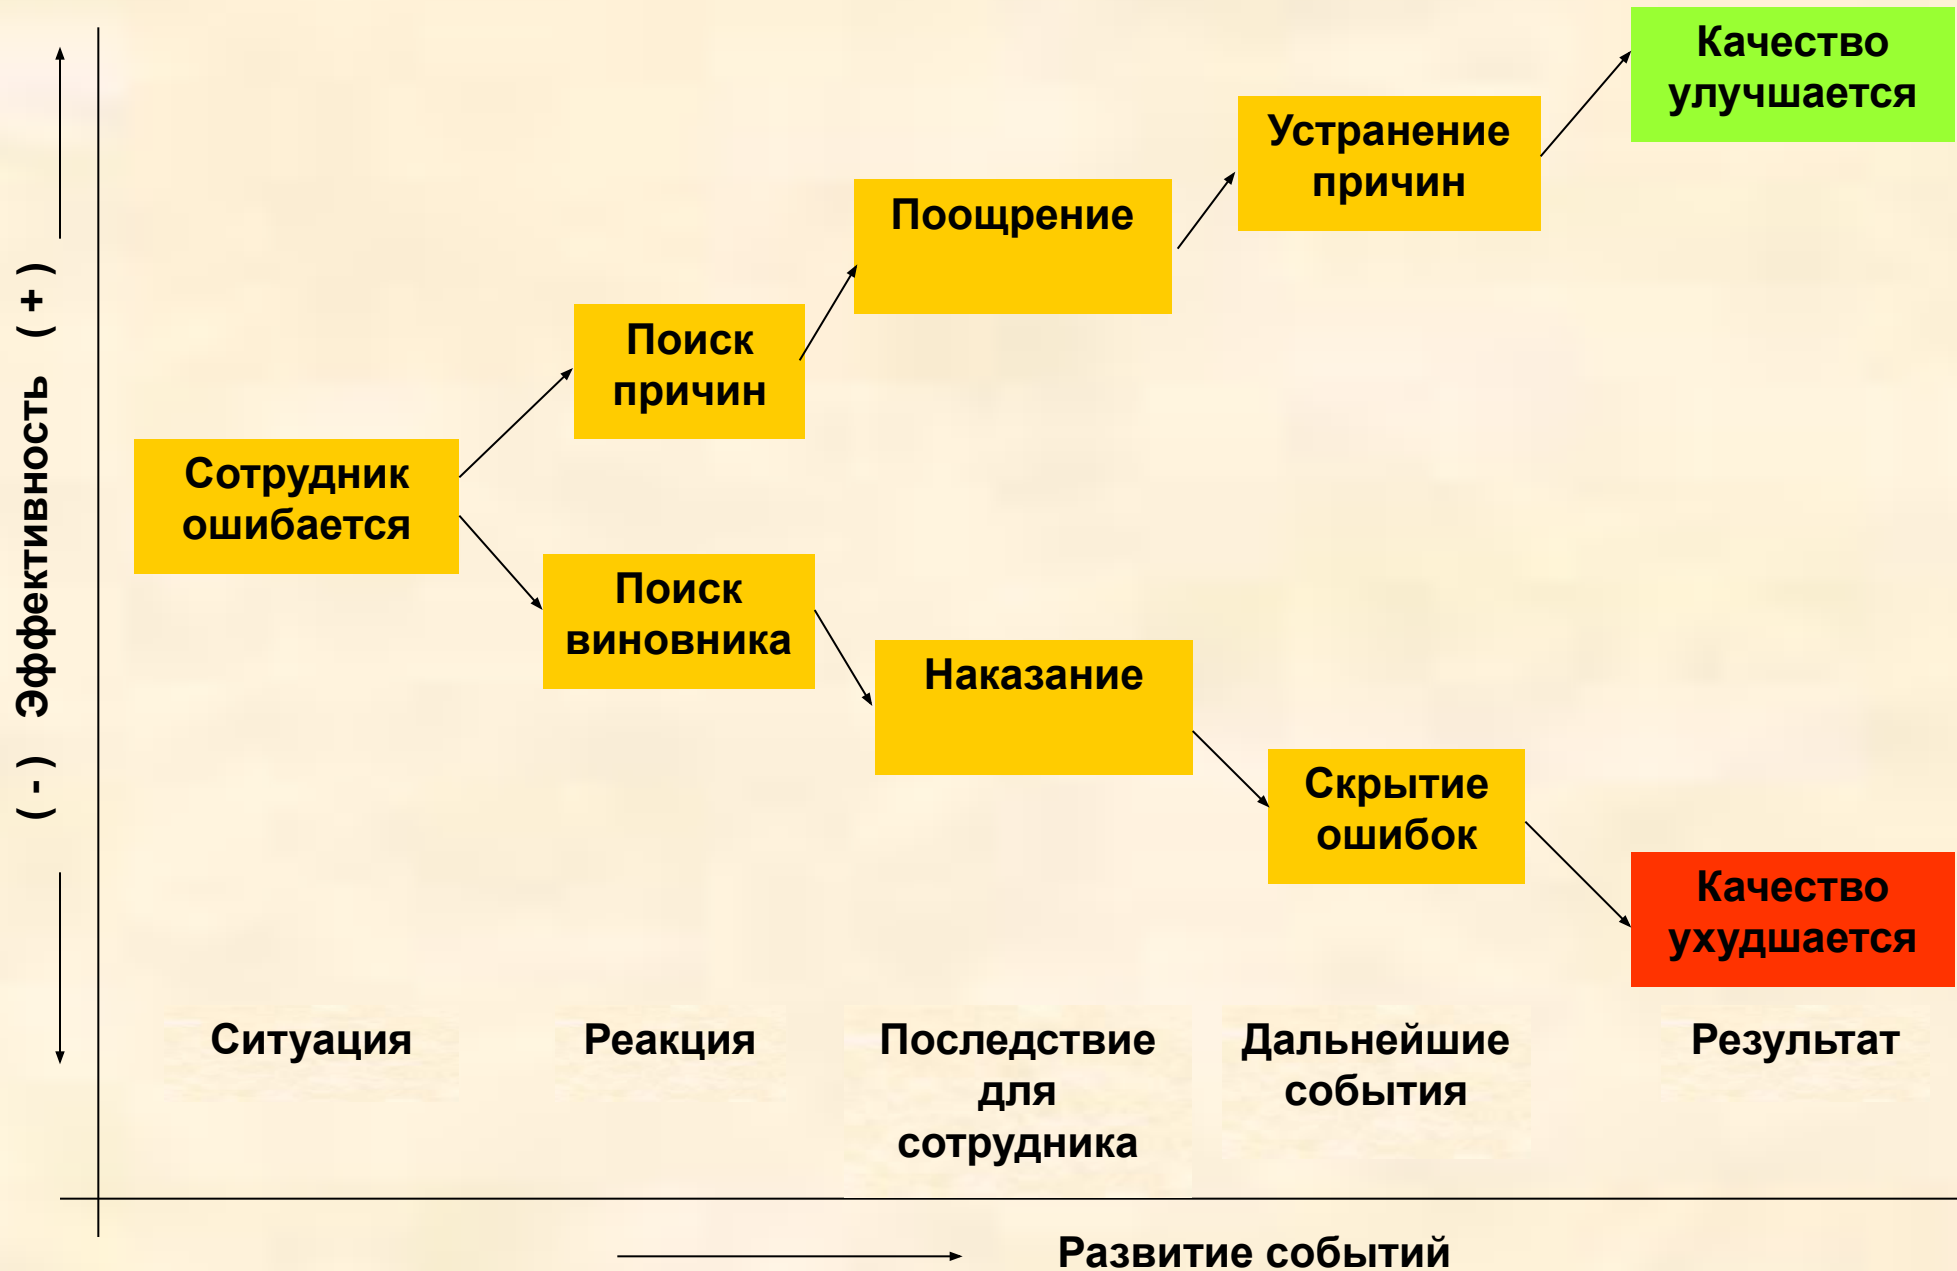 Качество
улучшается
Устранение
причин
Поощрение
Поиск
причин
Сотрудник
ошибается
Поиск
виновника
Наказание
Скрытие
ошибок
Качество
ухудшается
( - ) Эффективность ( + )
Ситуация
Реакция
Последствие
для
сотрудника
Дальнейшие
события
Результат
Развитие событий